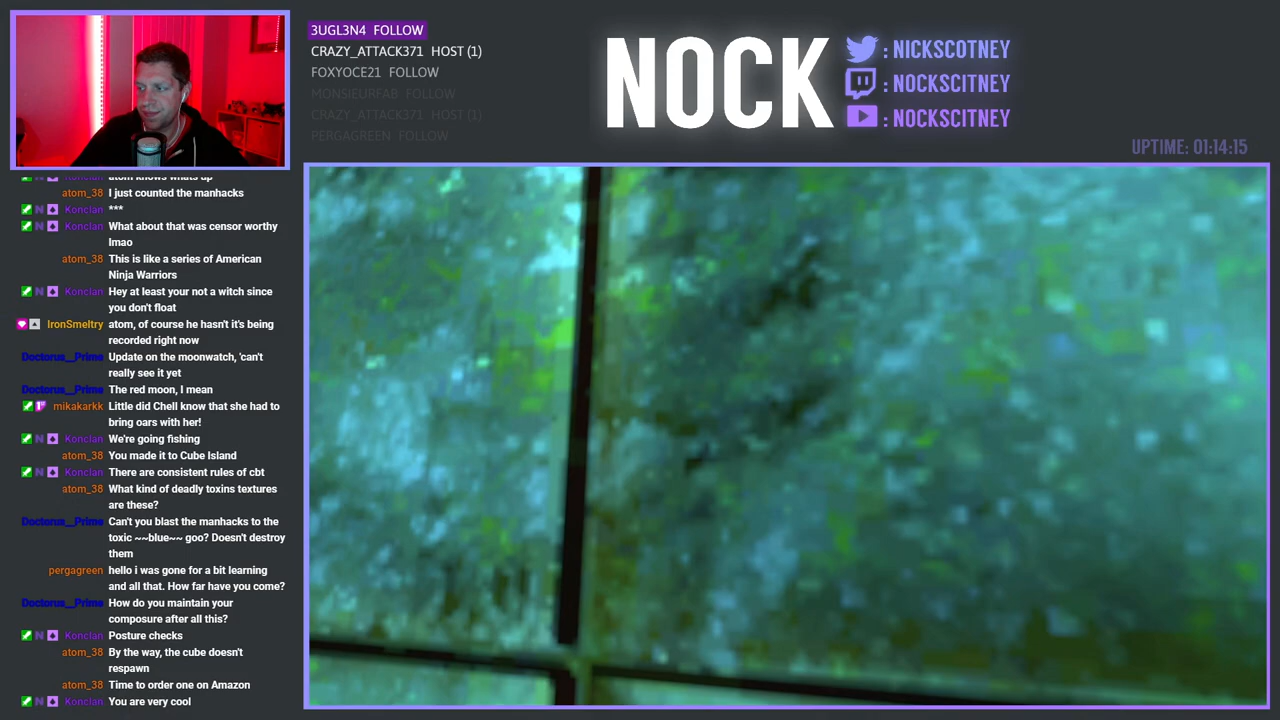 3UGL3N4 FOLLOW
CRAZY_ATTACK371 HOST (1)
FOXYOCE21 FOLLOW
MONSIEURFAB FOLLOW
CRAZY_ATTACK371 HOST (1)
PERGAGREEN FOLLOW
NOCK
: NICKSCOTNEY
: NOCKSCITNEY
: NOCKSCITNEY
UPTIME: 01:14:15
Konclan atom knows whats up
atom_38 I just counted the manhacks
Konclan ***
Konclan What about that was censor worthy
lmao
atom_38 This is like a series of American
Ninja Warriors
Konclan Hey at least your not a witch since
you don't float
IronSmeltry atom, of course he hasn't it's being
recorded right now
Doctorus__Prime Update on the moonwatch, 'can't
really see it yet
Doctorus__Prime The red moon, I mean
mikakarkk Little did Chell know that she had to
bring oars with her!
Konclan We're going fishing
atom_38 You made it to Cube Island
Konclan There are consistent rules of cbt
atom_38 What kind of deadly toxins textures
are these?
Doctorus__Prime Can't you blast the manhacks to the
toxic ~~blue~~ goo? Doesn't destroy
them
pergagreen hello i was gone for a bit learning
and all that. How far have you come?
Doctorus__Prime How do you maintain your
composure after all this?
Konclan Posture checks
atom_38 By the way, the cube doesn't
respawn
atom_38 Time to order one on Amazon
Konclan You are very cool